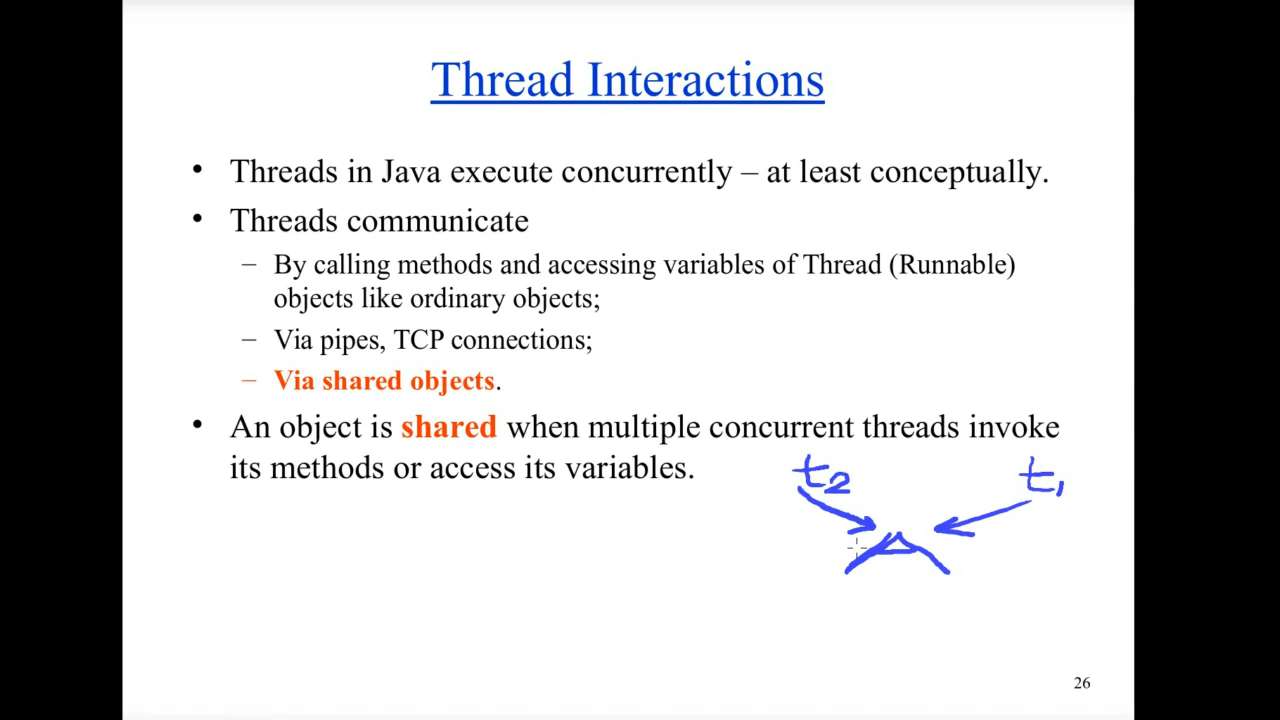 Thread Interactions
• Threads in Java execute concurrently – at least conceptually.
• Threads communicate
– By calling methods and accessing variables of Thread (Runnable)
objects like ordinary objects;
– Via pipes, TCP connections;
– Via shared objects.
• An object is shared when multiple concurrent threads invoke
its methods or access its variables.
t2 t1
A
26